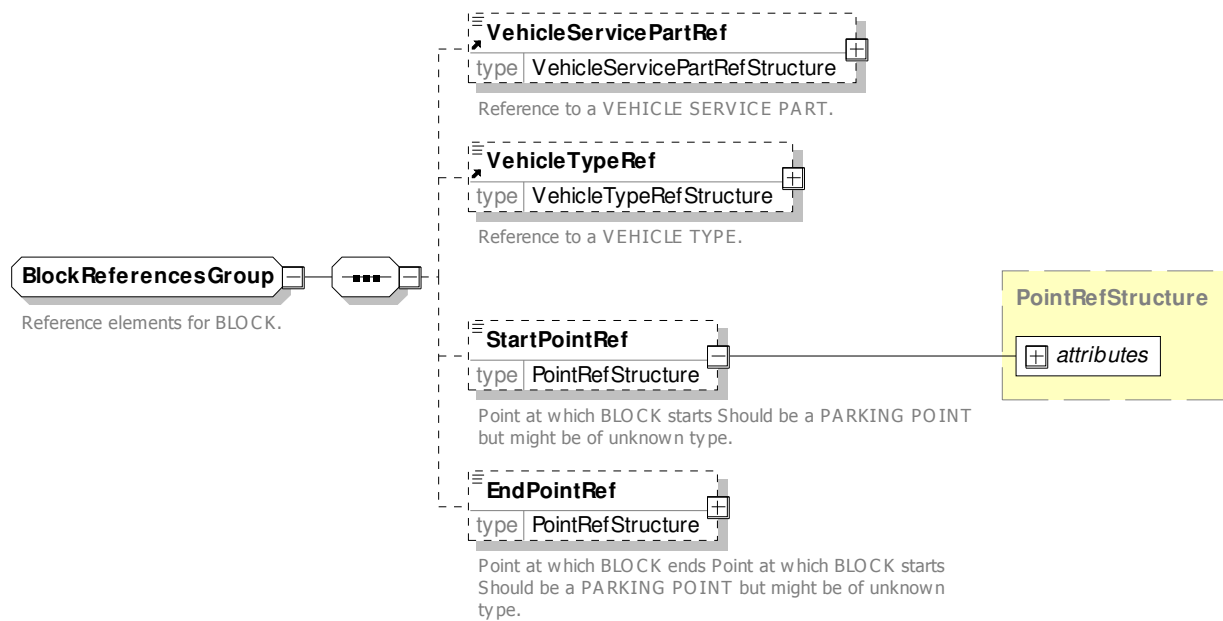 VehicleServicePartRef
type VehicleServicePartRefStructure
Reference to a VEHICLE SERVICE PART.
VehicleTypeRef
type VehicleTypeRefStructure
Reference to a VEHICLE TYPE.
BlockReferencesGroup
Reference elements for BLOCK.
PointRefStructure
attributes
StartPointRef
type PointRefStructure
Point at which BLOCK starts Should be a PARKING POINT
but might be of unknown type.
EndPointRef
type PointRefStructure
Point at which BLOCK ends Point at which BLOCK starts
Should be a PARKING POINT but might be of unknown
type.